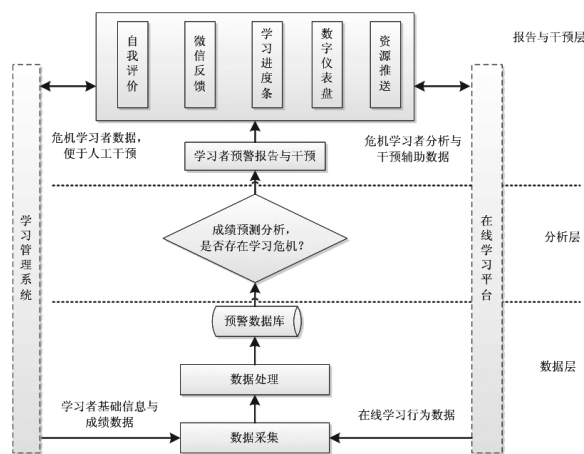 自我评价
微信反馈
学习进度条
数字仪表盘
资源推送
报告与干预层
危机学习者数据，
便于人工干预
危机学习者分析与
干预辅助数据
学习者预警报告与干预
学习管理系统
成绩预测分析，
是否存在学习危机？
在线学习平台
分析层
预警数据库
数据层
数据处理
学习者基础信息与
成绩数据
在线学习行为数据
数据采集